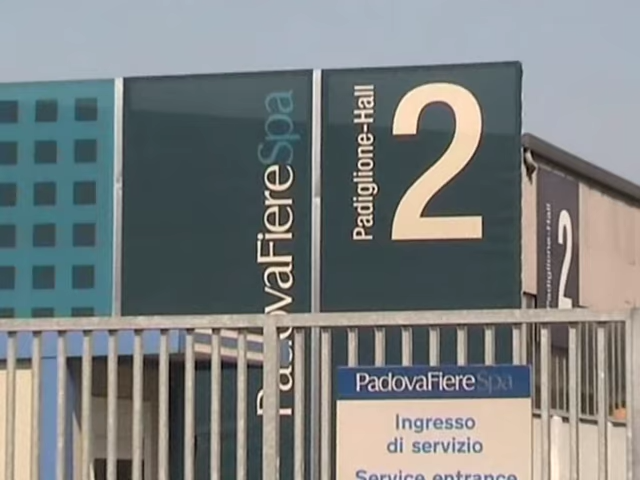 PadovaFiereSpa
Padiglione-Hall
2
Padiglione-Hall
2
PadovaFiereSpa
Ingresso
di servizio
Service entrance